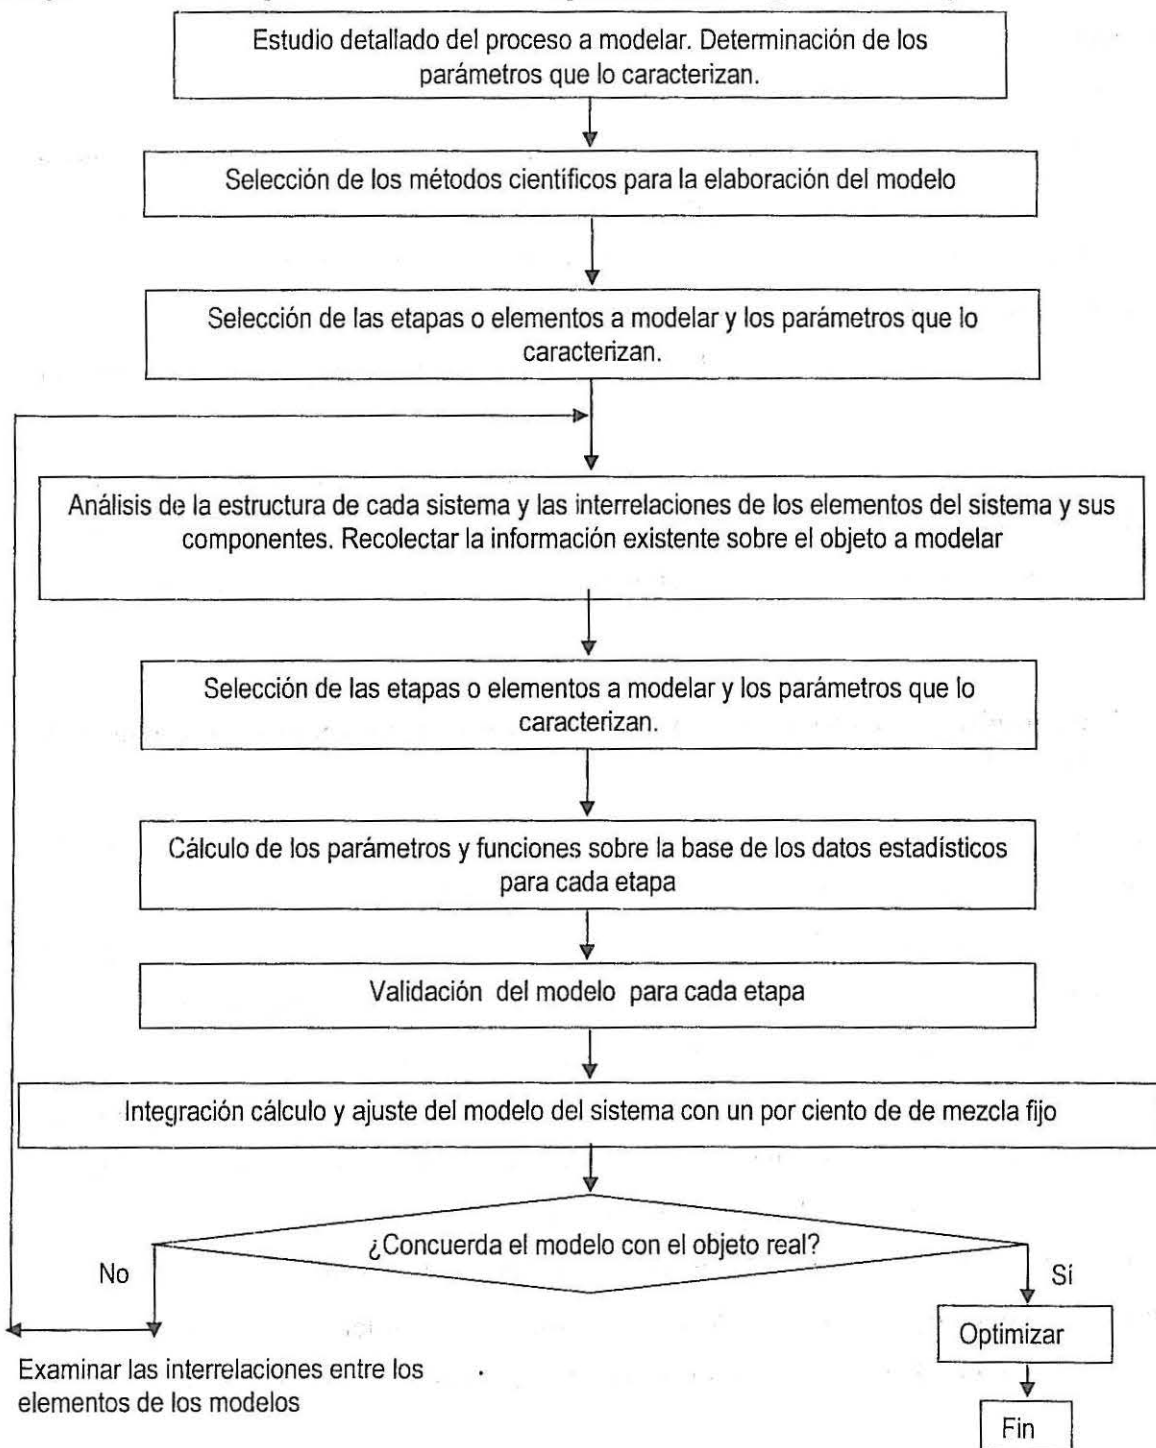 Estudio detallado del proceso a modelar. Determinación de los
parámetros que lo caracterizan.
Selección de los métodos científicos para la elaboración del modelo
Selección de las etapas o elementos a modelar y los parámetros que lo
caracterizan.
Análisis de la estructura de cada sistema y las interrelaciones de los elementos del sistema y sus
componentes. Recolectar la información existente sobre el objeto a modelar
Selección de las etapas o elementos a modelar y los parámetros que lo
caracterizan.
Cálculo de los parámetros y funciones sobre la base de los datos estadísticos
para cada etapa
Validación del modelo para cada etapa
Integración cálculo y ajuste del modelo del sistema con un por ciento de de mezcla fijo
¿Concuerda el modelo con el objeto real?
No
Sí
Optimizar
Examinar las interrelaciones entre los
elementos de los modelos
Fin